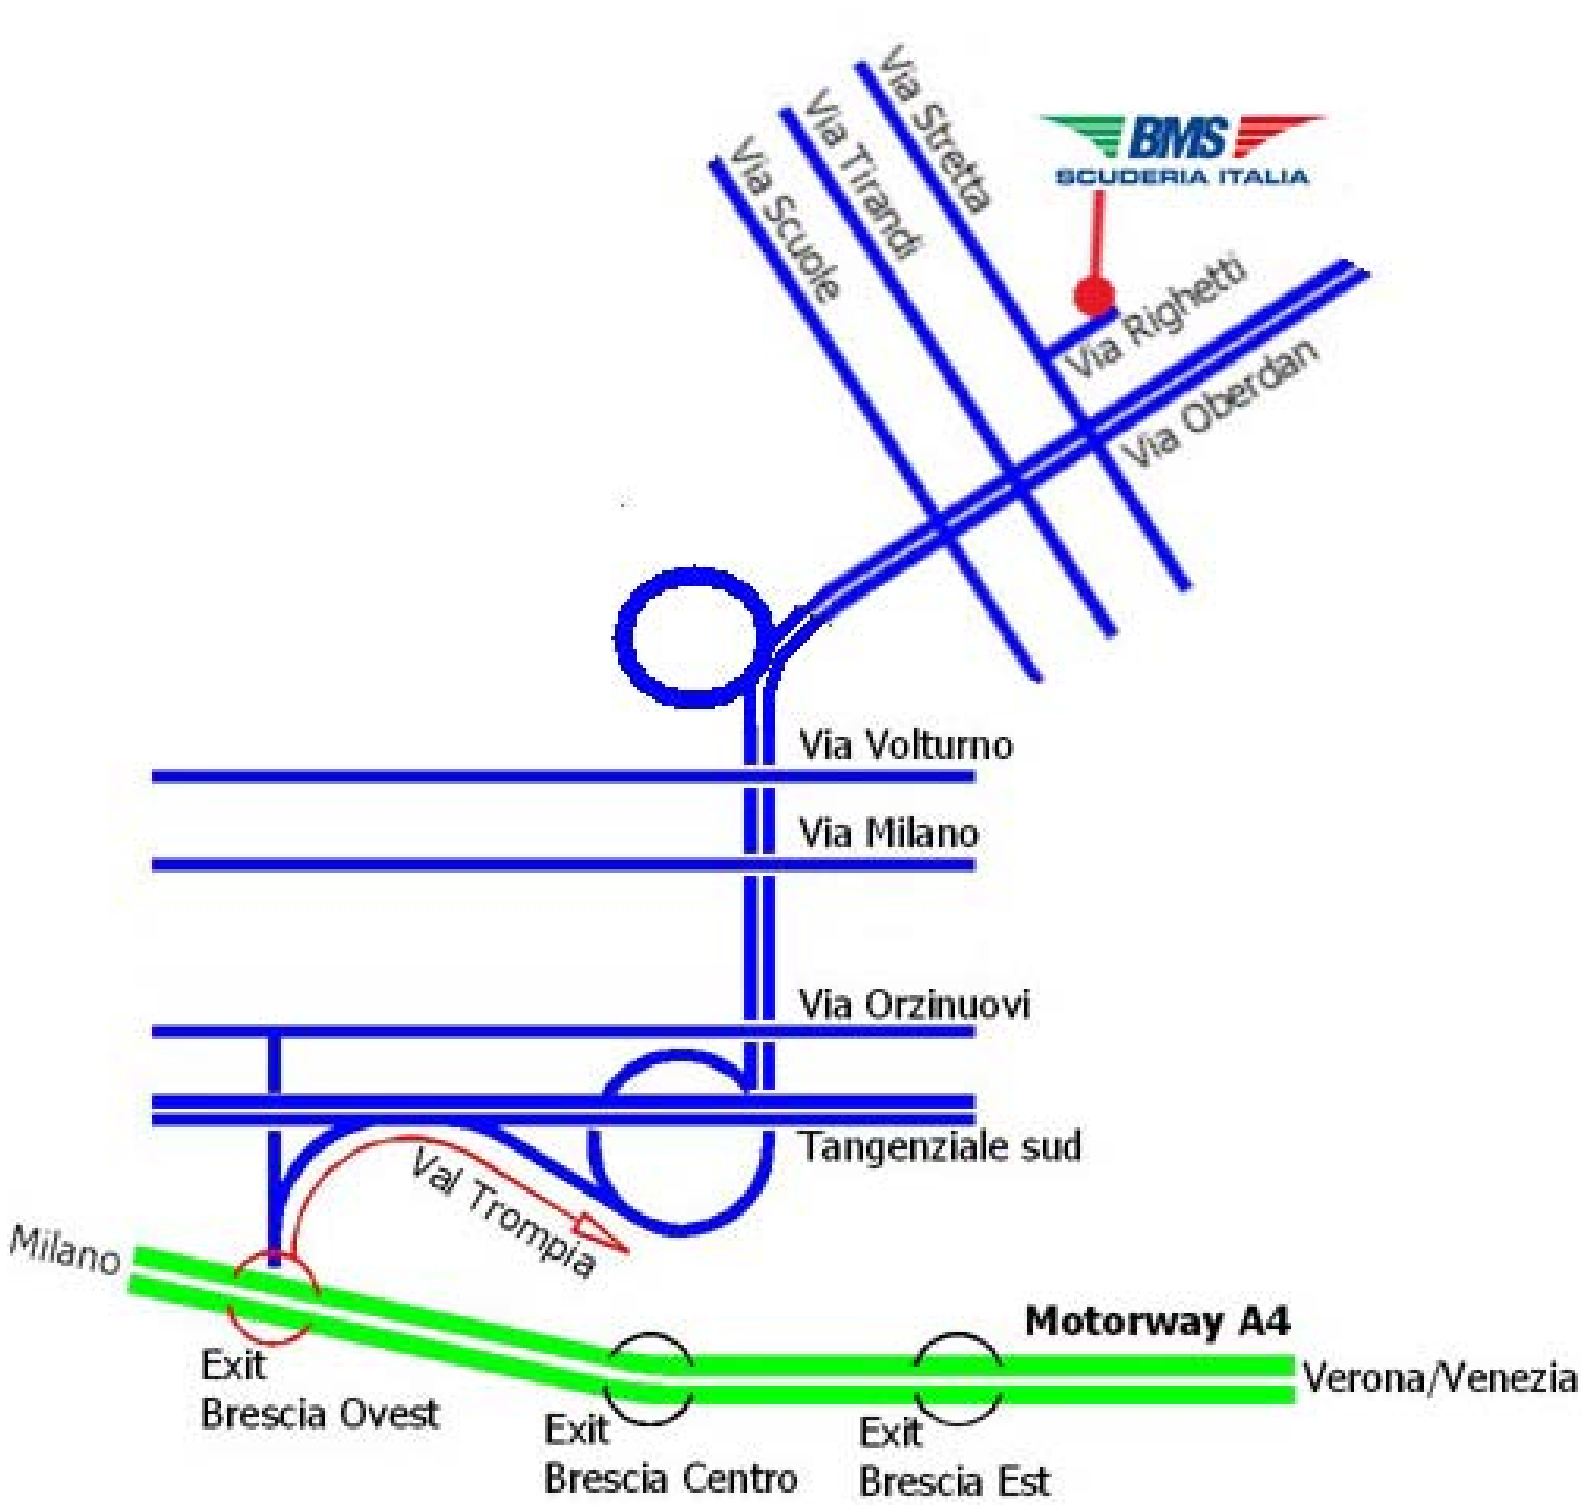 Via Stretta
Via Tirandi
Via Scuole
BMS
SCUDERIA ITALIA
Via Righetti
Via Oberdan
Via Volturno
Via Milano
Via Orzinuovi
Tangenziale sud
Val Trompia
Milano
Motorway A4
Verona/Venezia
Exit
Brescia Ovest
Exit
Brescia Centro
Exit
Brescia Est